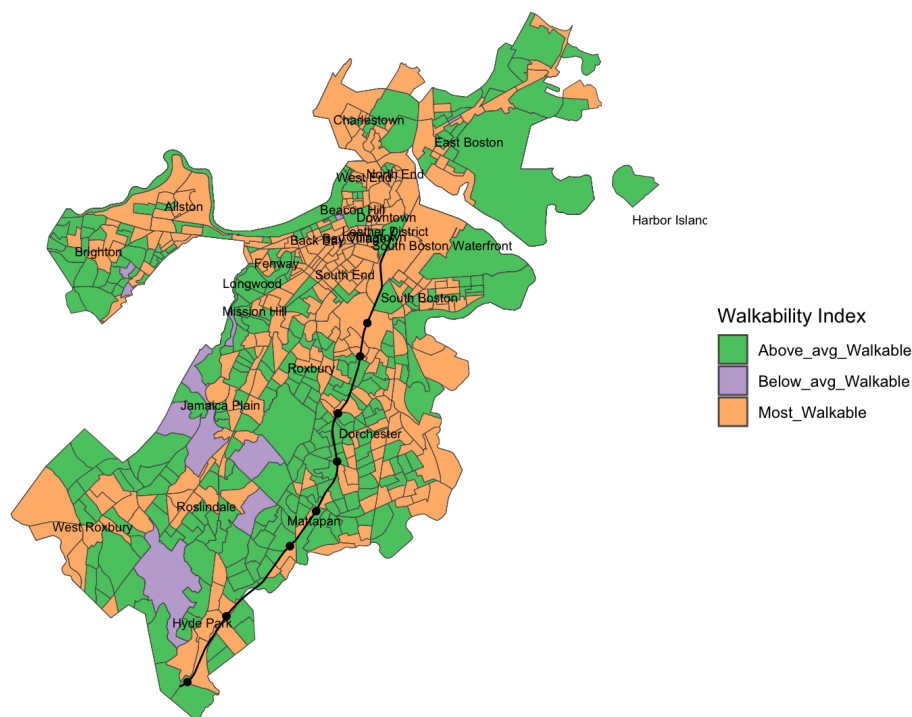 Charlestown
East Boston
West End
North End
Allston
Beacon Hill
Downtown
Harbor Islanc
Leather District
Back Bay
South Boston Waterfront
Brighton
Fenway
South End
Longwood
South Boston
Mission Hill
Walkability Index
Above_avg_Walkable
Below_avg_Walkable
Most_Walkable
Roxbury
Jamaica Plain
Dorchester
Roslindale
Mattapan
West Roxbury
Hyde Park